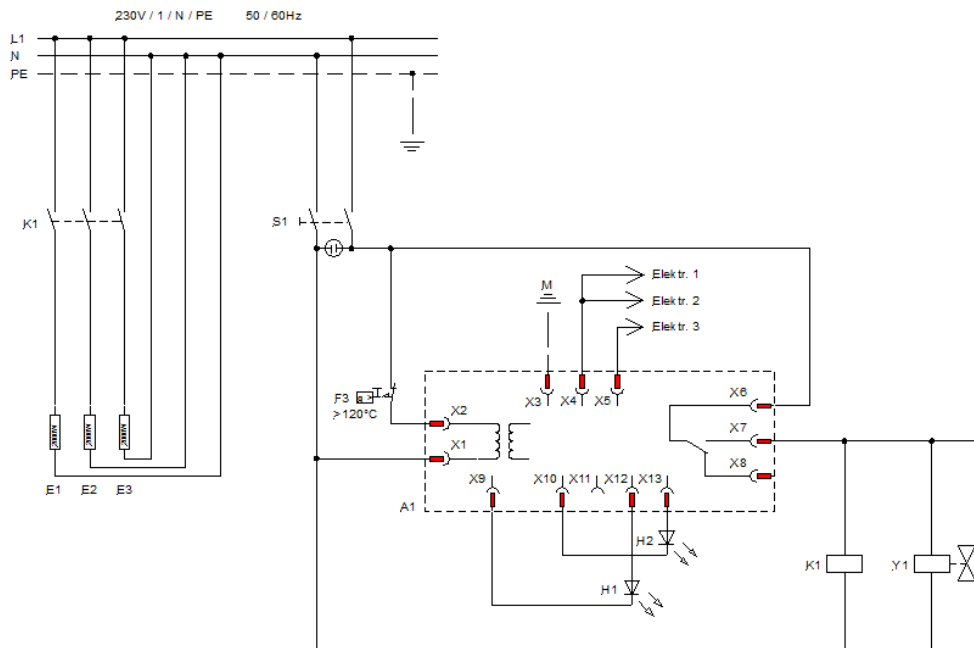 230V / 1 / N / PE 50 / 60Hz
L1
N
PE
K1
S1
Elektr. 1
M
Elektr. 2
Elektr. 3
F3
>120°C
X3 X4 X5
X6
X2
X7
X1
X8
X9 X10 X11 X12 X13
E1 E2 E3
A1
H2
K1 Y1
H1